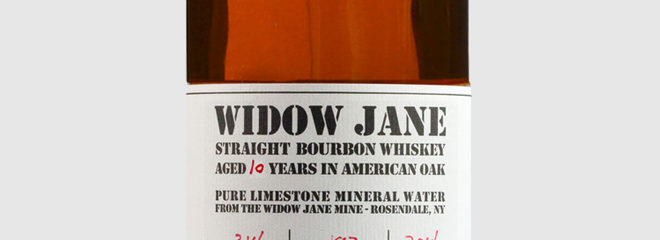 WIDOW JANE
STRAIGHT BOURBON WHISKEY
AGED 10 YEARS IN AMERICAN OAK
PURE LIMESTONE MINERAL WATER
FROM THE WIDOW JANE MINE - ROSENDALE, NY